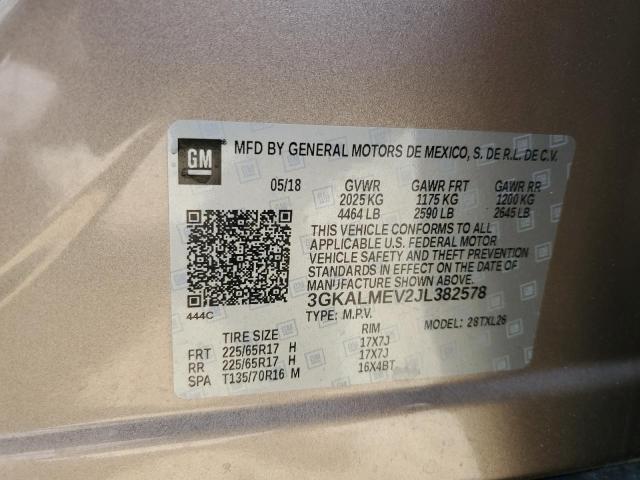 GM
MFD BY GENERAL MOTORS DE MEXICO, S. DE R.L. DE C.V.
05/18 GVWR GAWR FRT GAWR RR
2025 KG 1175 KG 1200 KG
4464 LB 2590 LB 2645 LB
THIS VEHICLE CONFORMS TO ALL
APPLICABLE U.S. FEDERAL MOTOR
VEHICLE SAFETY AND THEFT PREVENTION
STANDARDS IN EFFECT ON THE DATE OF
MANUFACTURE SHOWN ABOVE.
3GKALMEV2JL382578
444C
TYPE: M.P.V. MODEL: 28TXL26
TIRE SIZE RIM
FRT 225/65R17 H 17X7J
RR 225/65R17 H 17X7J
SPA T135/70R16 M 16X4BT